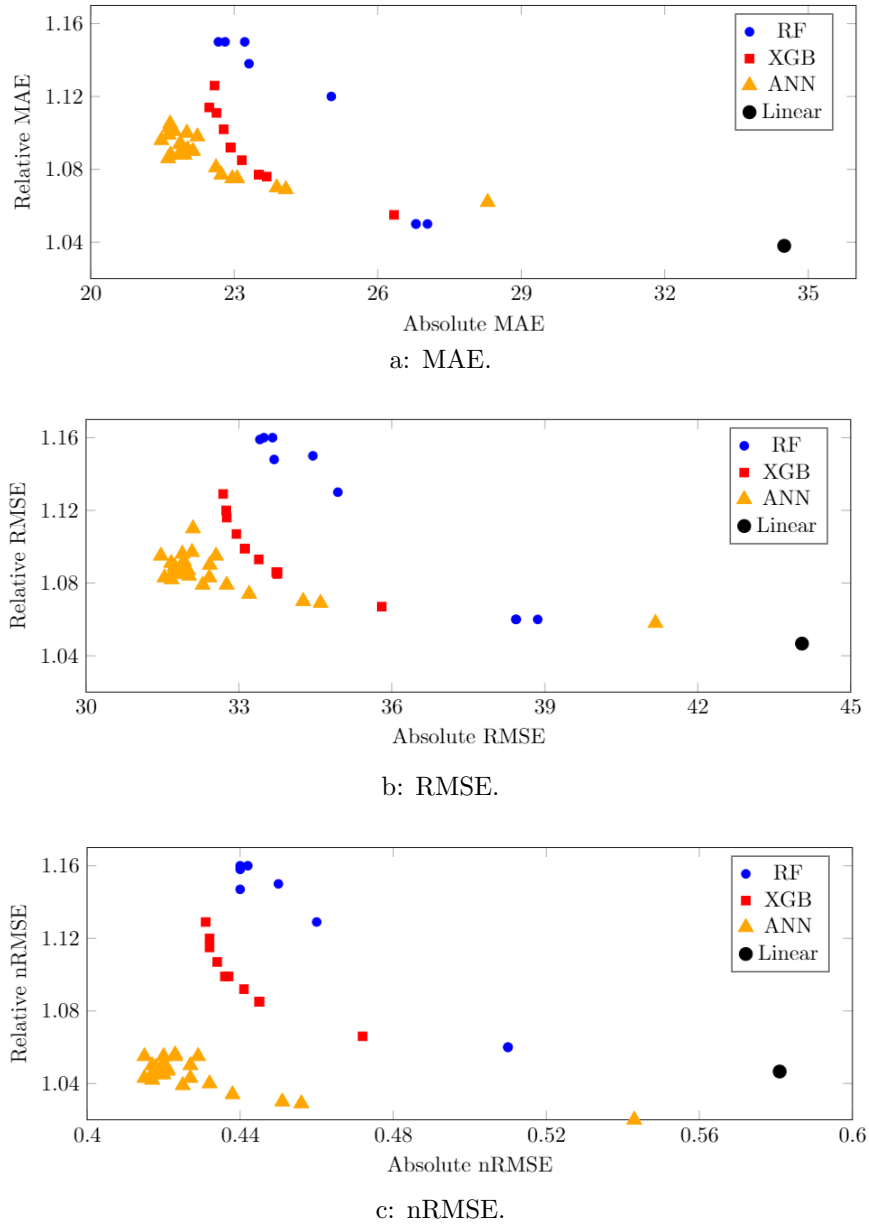 1.16
1.12
1.08
1.04
Relative MAE
RF
XGB
ANN
Linear
20 23 26 29 32 35
Absolute MAE
a: MAE.
1.16
1.12
1.08
1.04
Relative RMSE
RF
XGB
ANN
Linear
30 33 36 39 42 45
Absolute RMSE
b: RMSE.
1.16
1.12
1.08
1.04
Relative nRMSE
RF
XGB
ANN
Linear
0.4 0.44 0.48 0.52 0.56 0.6
Absolute nRMSE
c: nRMSE.